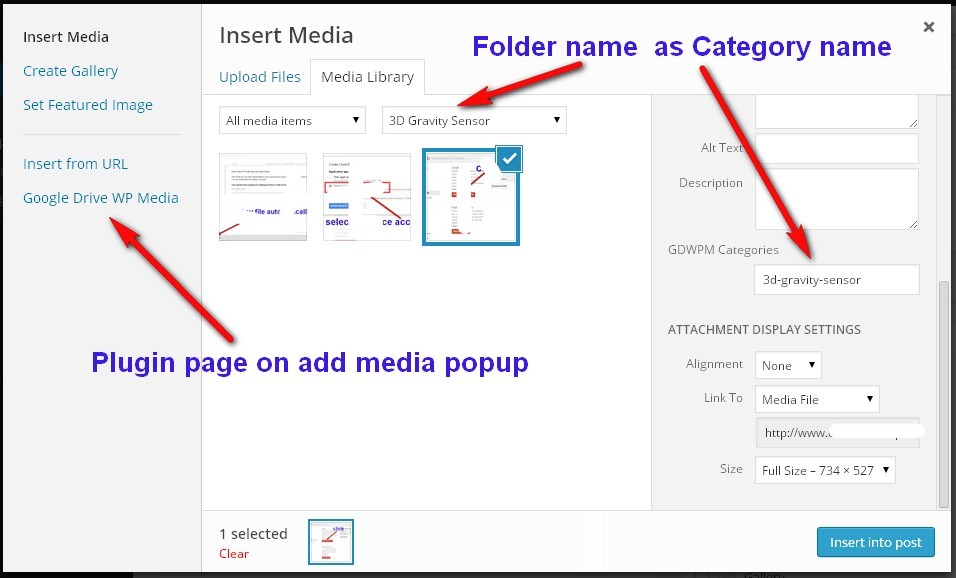 Insert Media
Create Gallery
Set Featured Image
Insert from URL
Google Drive WP Media
Insert Media
Folder name as Category name
Upload Files
Media Library
All media items
3D Gravity Sensor
selec
Alt Text
Description
GDWPM Categories
3d-gravity-sensor
Plugin page on add media popup
ATTACHMENT DISPLAY SETTINGS
Alignment None
Link To Media File
http://www.
Size Full Size – 734 × 527
1 selected
Clear
Insert into post